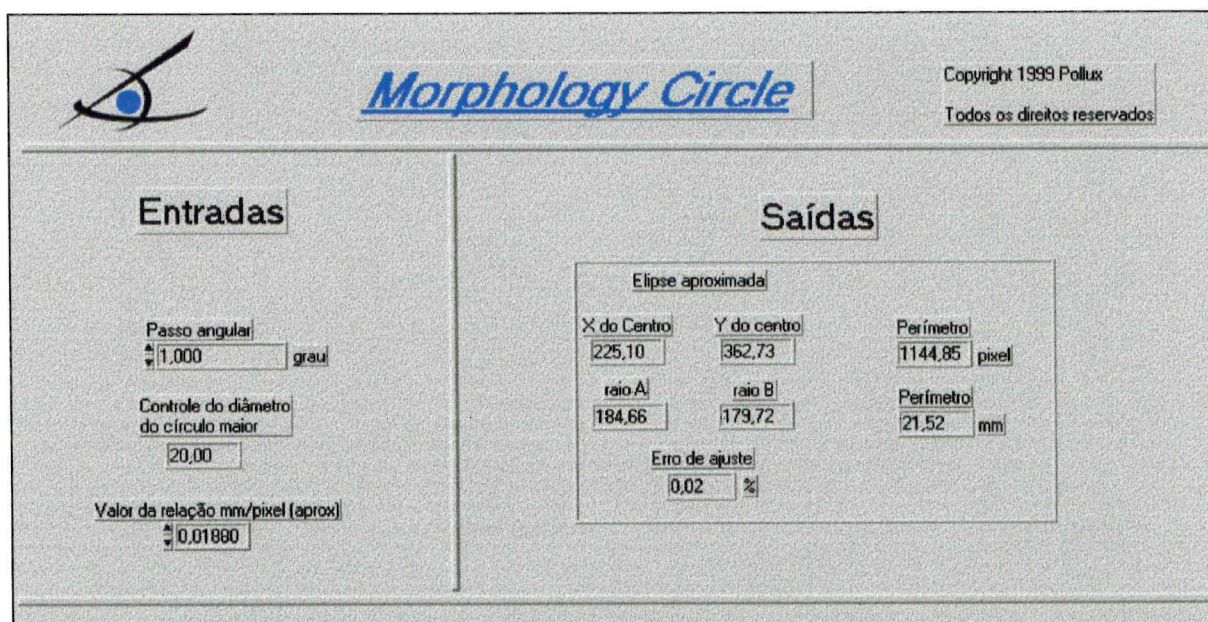 Morphology Circle
Copyright 1999 Pollux
Todos os direitos reservados
Entradas
Passo angular
1,000 grau
Controle do diâmetro
do círculo maior
20,00
Valor da relação mm/pixel (aprox)
0,01880
Saídas
Elipse aproximada
X do Centro Y do centro Perímetro
225,10 362,73 1144,85 pixel
raio A raio B Perímetro
184,66 179,72 21,52 mm
Erro de ajuste
0,02 %